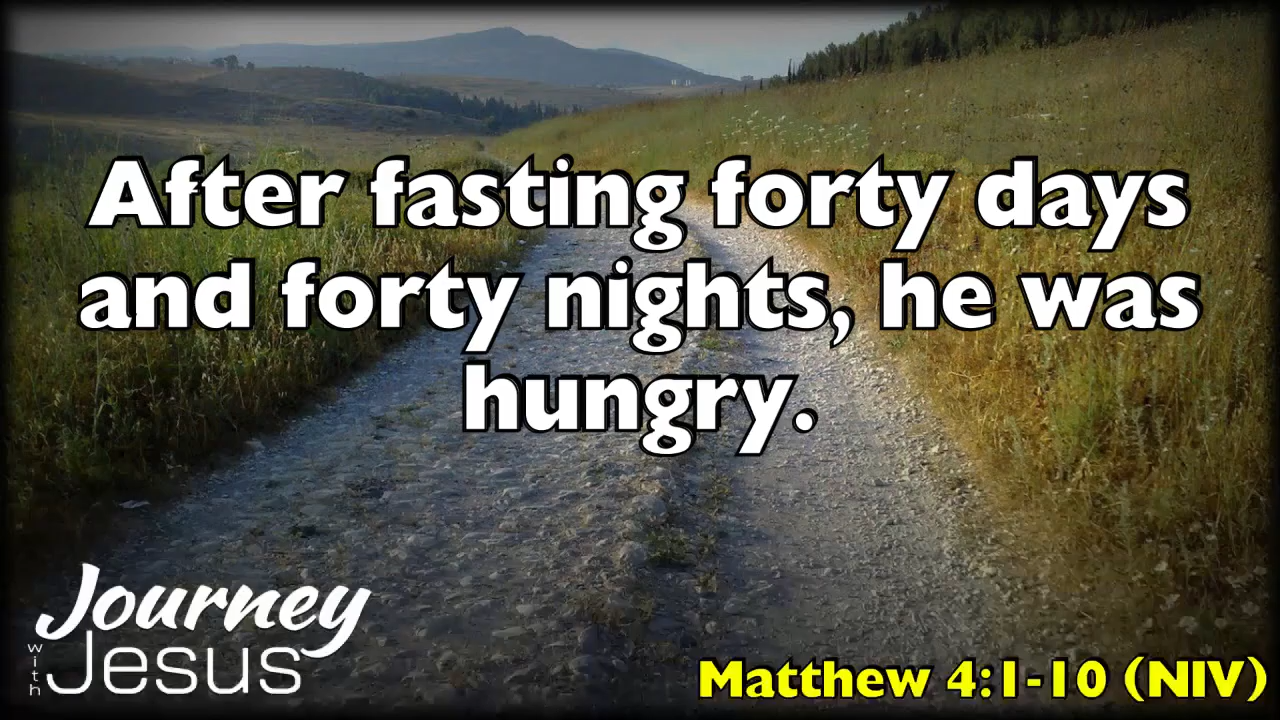 After fasting forty days
and forty nights, he was
hungry.
Journey
with
Jesus
Matthew 4:1-10 (NIV)